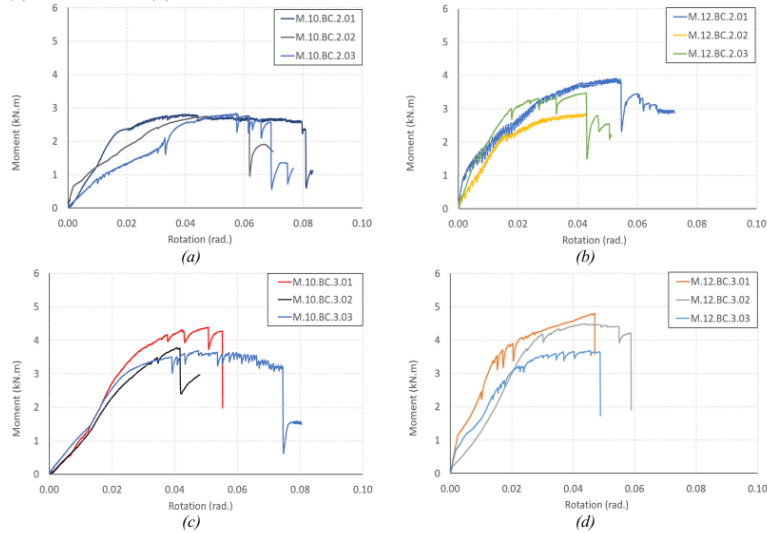 M.10.BC.2.01
M.10.BC.2.02
M.10.BC.2.03
6
5
4
3
2
1
0
Moment (kN.m)
0.00 0.02 0.04 0.06 0.08 0.10
Rotation (rad.)
(a)
M.12.BC.2.01
M.12.BC.2.02
M.12.BC.2.03
6
5
4
3
2
1
0
Moment (kN.m)
0.00 0.02 0.04 0.06 0.08 0.10
Rotation (rad.)
(b)
M.10.BC.3.01
M.10.BC.3.02
M.10.BC.3.03
6
5
4
3
2
1
0
Moment (kN.m)
0.00 0.02 0.04 0.06 0.08 0.10
Rotation (rad.)
(c)
M.12.BC.3.01
M.12.BC.3.02
M.12.BC.3.03
6
5
4
3
2
1
0
Moment (kN.m)
0.00 0.02 0.04 0.06 0.08 0.10
Rotation (rad.)
(d)